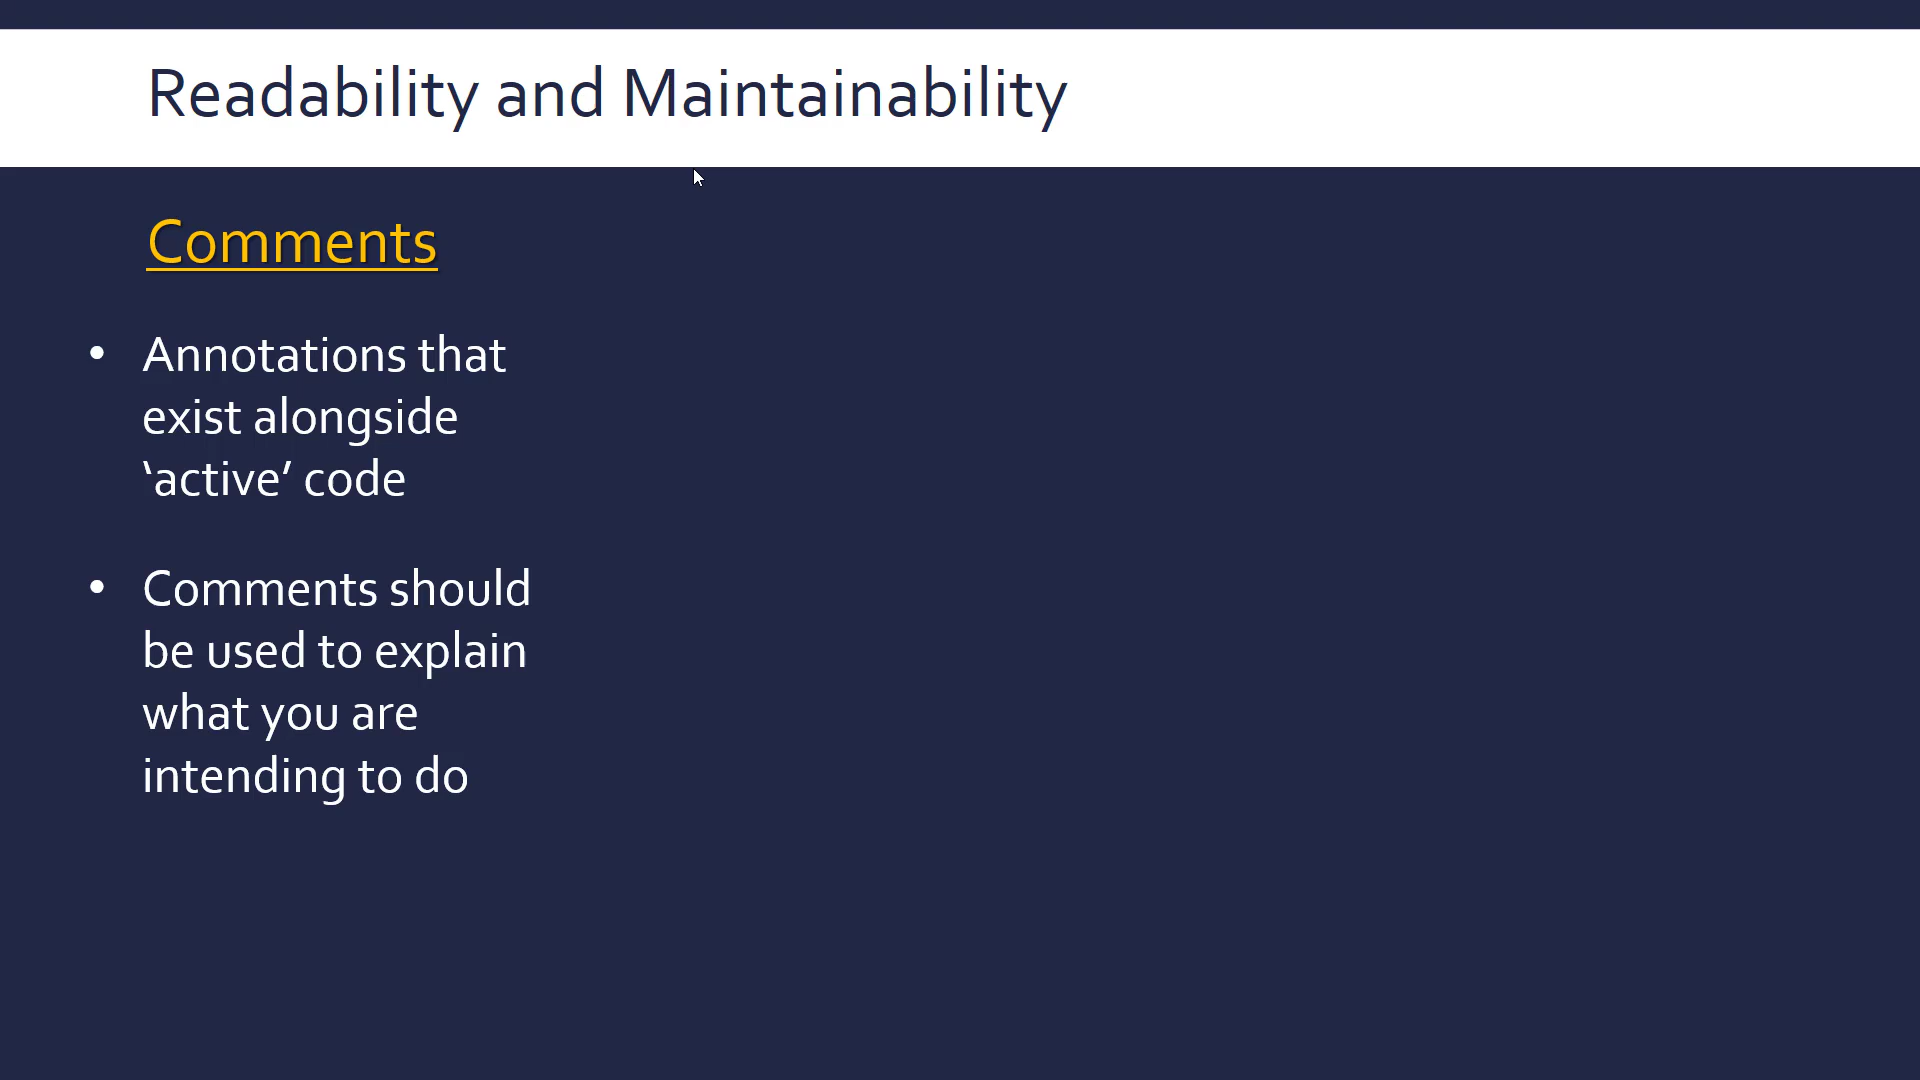 Readability and Maintainability
Comments
• Annotations that
exist alongside
‘active’ code
• Comments should
be used to explain
what you are
intending to do